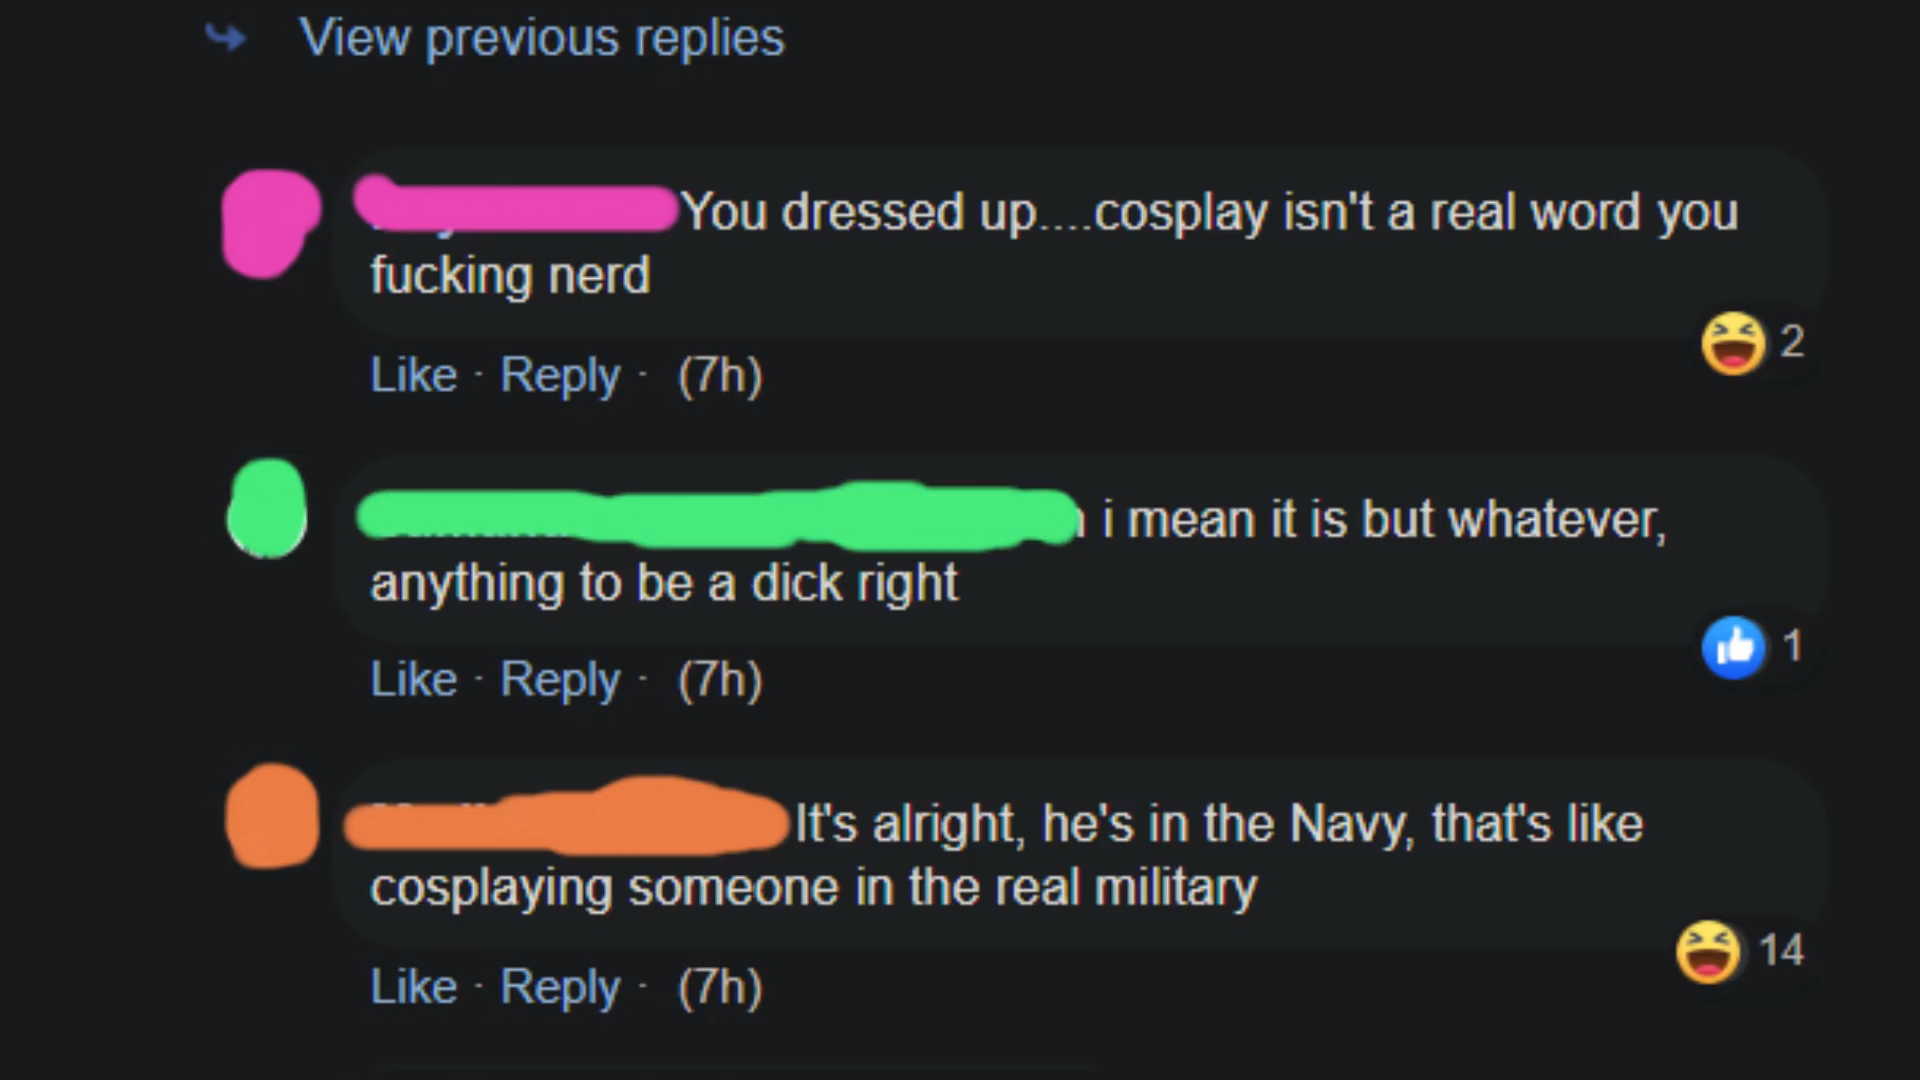 View previous replies
You dressed up....cosplay isn't a real word you
fucking nerd
2
Like · Reply · (7h)
i mean it is but whatever,
anything to be a dick right
1
Like · Reply · (7h)
It's alright, he's in the Navy, that's like
cosplaying someone in the real military
14
Like · Reply · (7h)